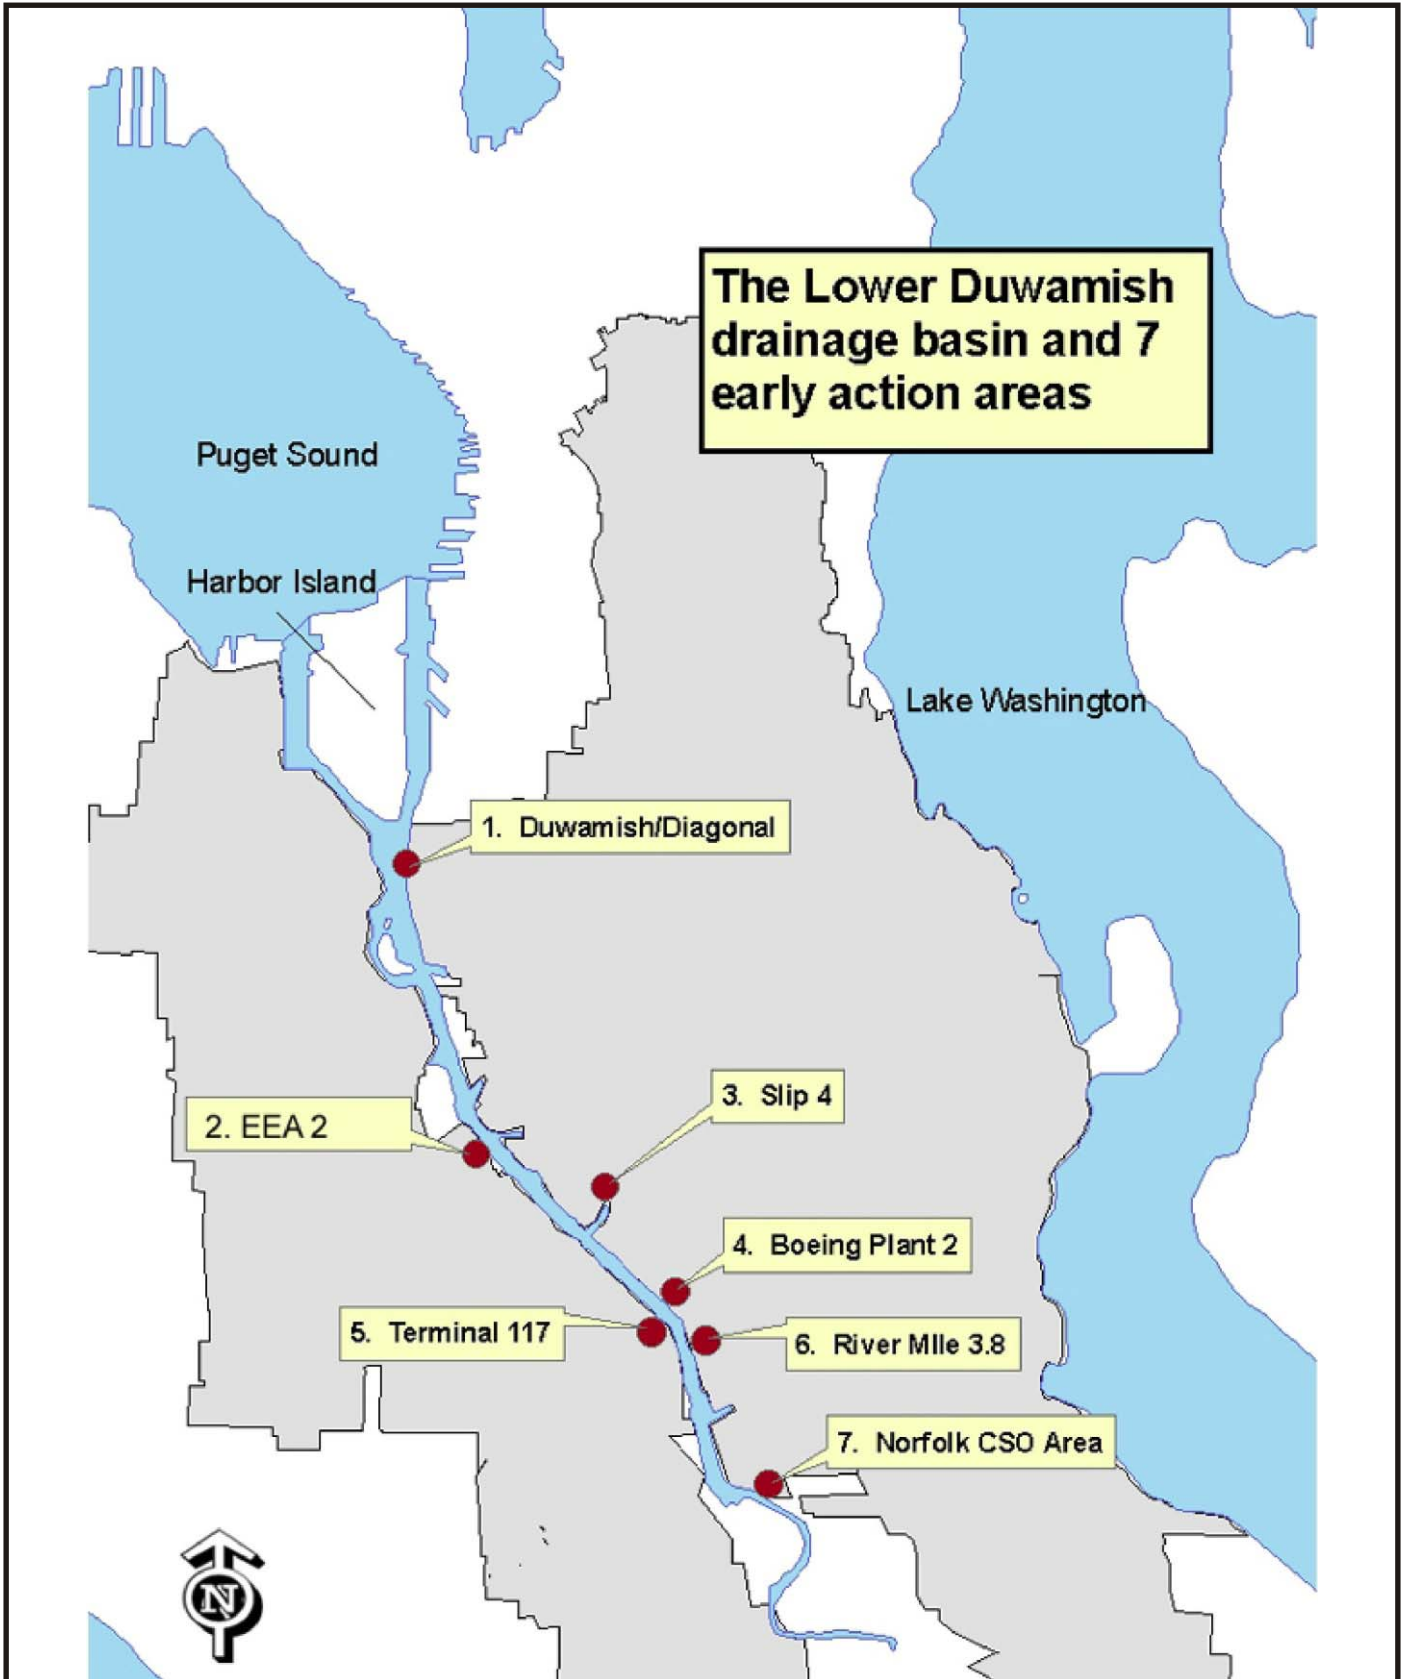 The Lower Duwamish
drainage basin and 7
early action areas
Puget Sound
Harbor Island
Lake Washington
1. Duwamish/Diagonal
2. EEA 2
3. Slip 4
4. Boeing Plant 2
5. Terminal 117
6. River MIle 3.8
7. Norfolk CSO Area
N